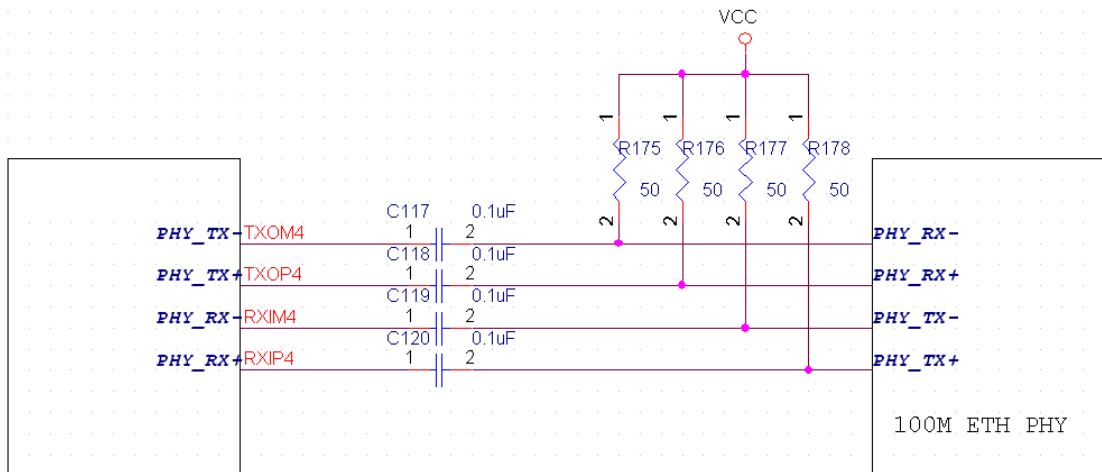 VCC
1 1 1 1
R175 R176 R177 R178
50 50 50 50
2 2 2 2
C117 0.1uF
PHY_TX- TXOM4 1 2 PHY_RX-
C118 0.1uF
PHY_TX+ TXOP4 1 2 PHY_RX+
C119 0.1uF
PHY_RX- RXIM4 1 2 PHY_TX-
C120 0.1uF
PHY_RX+ RXIP4 1 2 PHY_TX+
100M ETH PHY